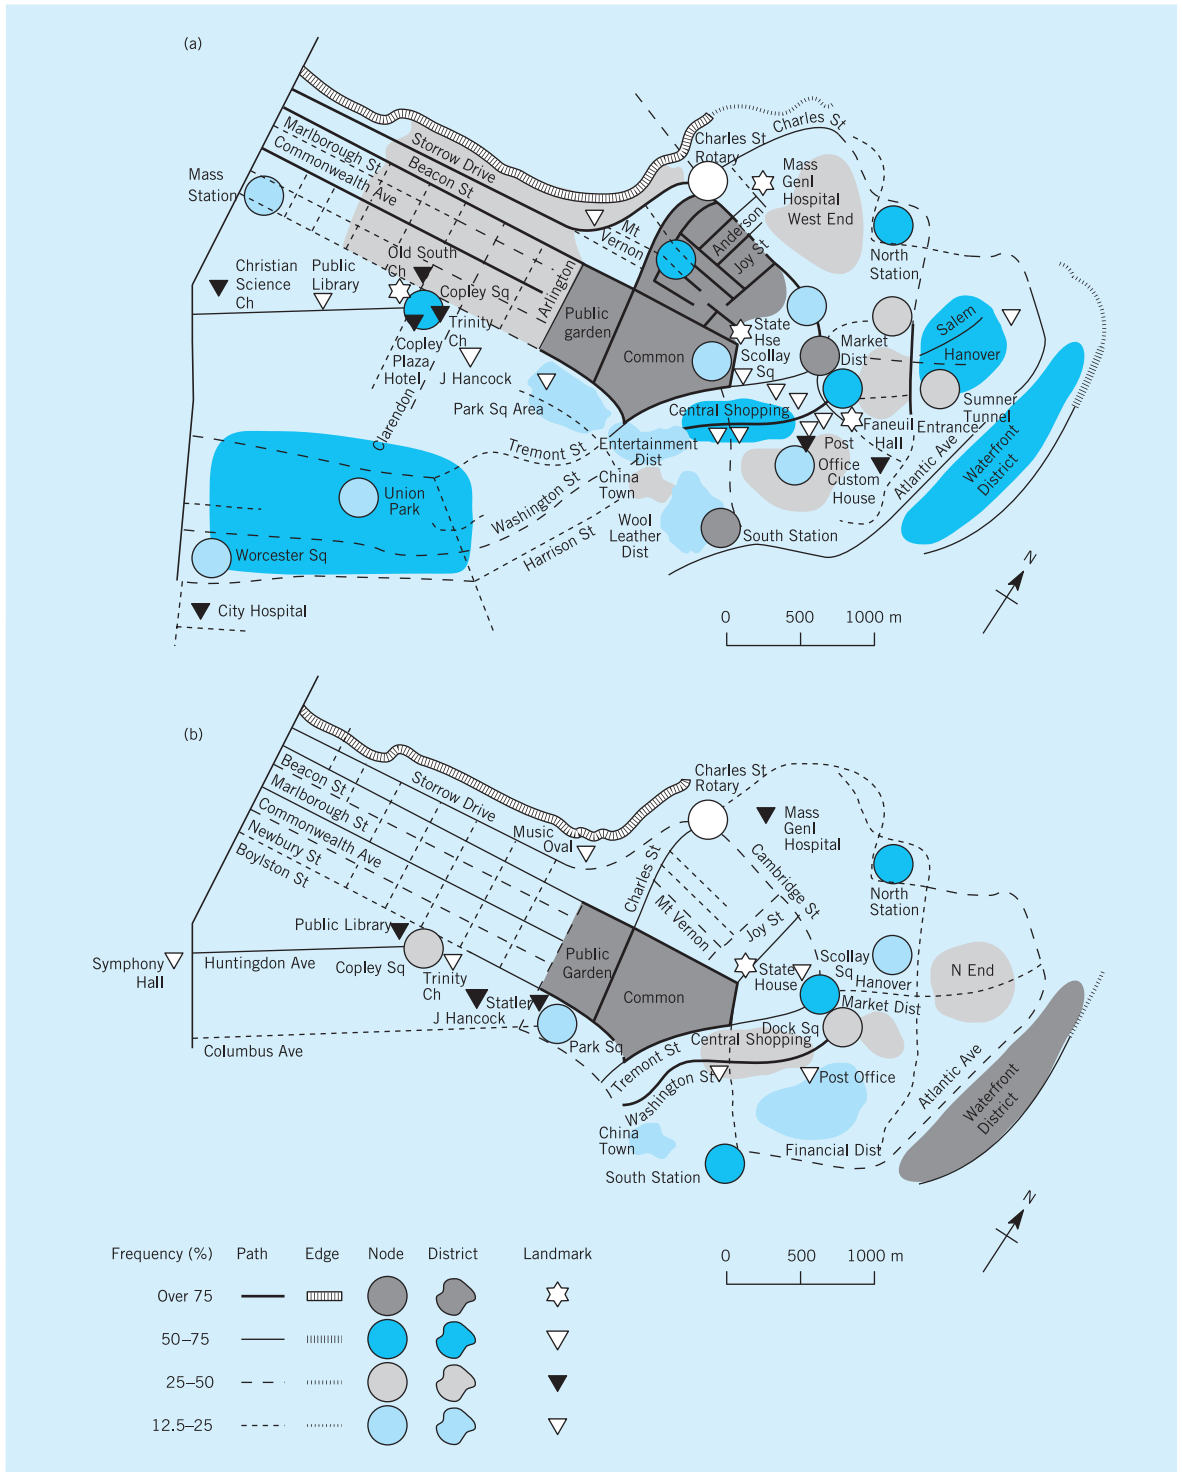 (a)
Charles St
Charles St
Rotary
Storrow Drive
Marlborough St
Beacon St
Commonwealth Ave
Mass
Station
Mass
Genl
Hospital
West End
Mt
Vernon
Anderson
Joy St
North
Station
Old South
Ch
Christian
Science
Ch
Public
Library
Copley Sq
Arlington
Trinity
Ch
Copley
Plaza
Hotel
Public
garden
Common
State
Hse
Scollay
Sq
Market
Dist
Salem
Hanover
J Hancock
Park Sq Area
Clarendon
Central Shopping
Sumner
Tunnel
Entrance
Faneuil
Hall
Tremont St
Entertainment
Dist
Post
Office
Custom
House
Atlantic Ave
Waterfront
District
China
Town
Union
Park
Washington St
Harrison St
Wool
Leather
Dist
South Station
Worcester Sq
City Hospital
N
0 500 1000 m
(b)
Charles St
Rotary
Beacon St
Storrow Drive
Marlborough St
Commonwealth Ave
Newbury St
Boylston St
Music
Oval
Mass
Genl
Hospital
Charles St
Cambridge St
Mt Vernon
Joy St
North
Station
Public Library
Symphony
Hall
Huntingdon Ave
Copley Sq
Trinity
Ch
Public
Garden
Common
State
House
Scollay
Sq
Hanover
N End
J Hancock
Statler
Market Dist
Dock Sq
Columbus Ave
Park Sq
Central Shopping
Tremont St
Washington St
Post Office
Atlantic Ave
Waterfront
District
China
Town
Financial Dist
South Station
N
0 500 1000 m
Frequency (%) Path Edge Node District Landmark
Over 75
50–75
25–50
12.5–25